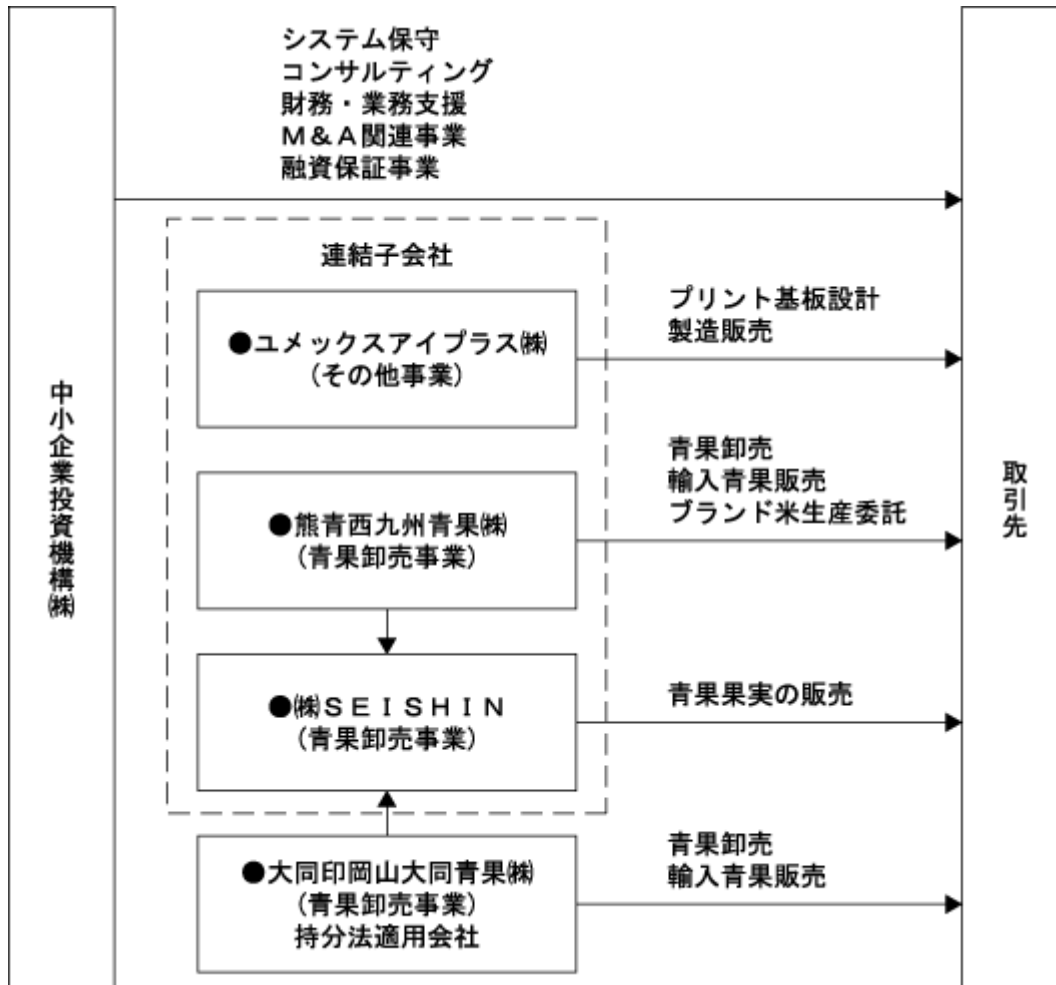 システム保守
コンサルティング
財務・業務支援
Ｍ＆Ａ関連事業
融資保証事業
中小企業投資機構㈱
連結子会社
●ユメックスアイプラス㈱
（その他事業）
プリント基板設計
製造販売
●熊青西九州青果㈱
（青果卸売事業）
青果卸売
輸入青果販売
ブランド米生産委託
●㈱ＳＥＩＳＨＩＮ
（青果卸売事業）
青果果実の販売
●大同印岡山大同青果㈱
（青果卸売事業）
持分法適用会社
青果卸売
輸入青果販売
取引先